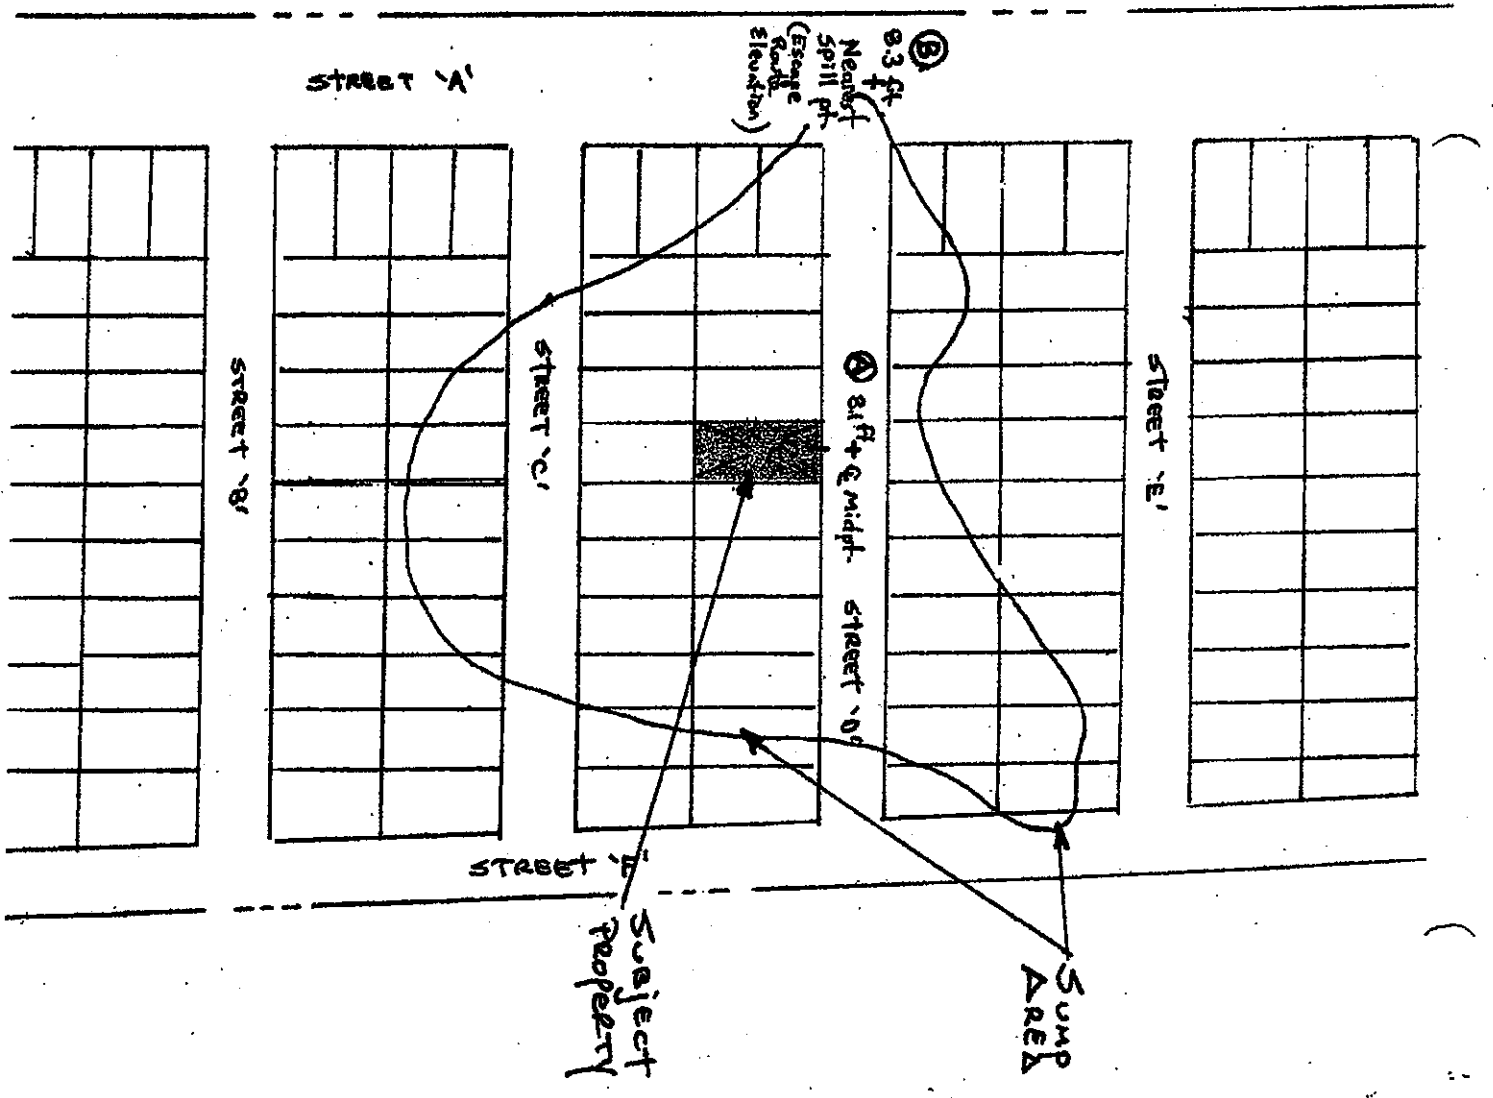 STREET 'A'
Ⓑ
8.3 ft ±
Nearest
Spill pt.
(Escape
Route
Elevation)
STREET 'B'
STREET 'C'
Ⓐ 8.1 ft ± ℄ midpt.
STREET 'D'
STREET 'E'
STREET 'E'
SUBJECT
PROPERTY
SUMP
AREA